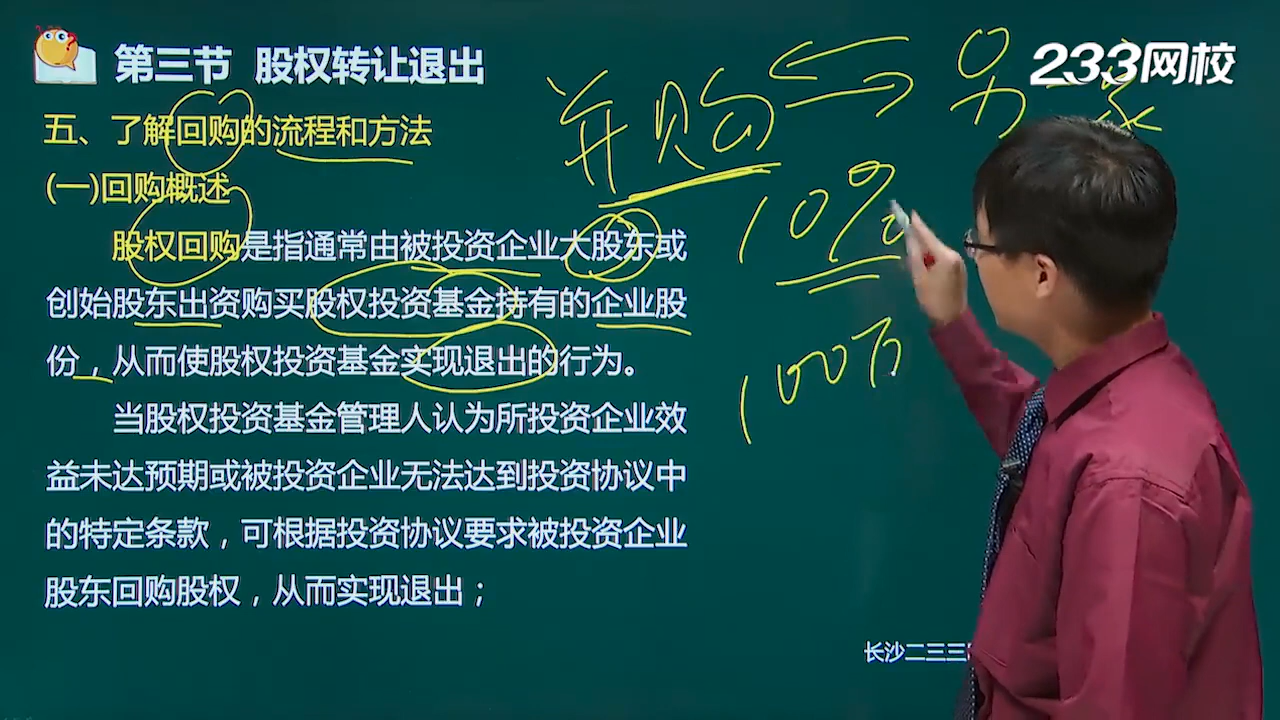 第三节 股权转让退出
233网校
并购 另一家
五、了解回购的流程和方法
(一)回购概述
10%
股权回购是指通常由被投资企业大股东或
创始股东出资购买股权投资基金持有的企业股
份，从而使股权投资基金实现退出的行为。
100万
当股权投资基金管理人认为所投资企业效
益未达预期或被投资企业无法达到投资协议中
的特定条款，可根据投资协议要求被投资企业
股东回购股权，从而实现退出；
长沙二三三